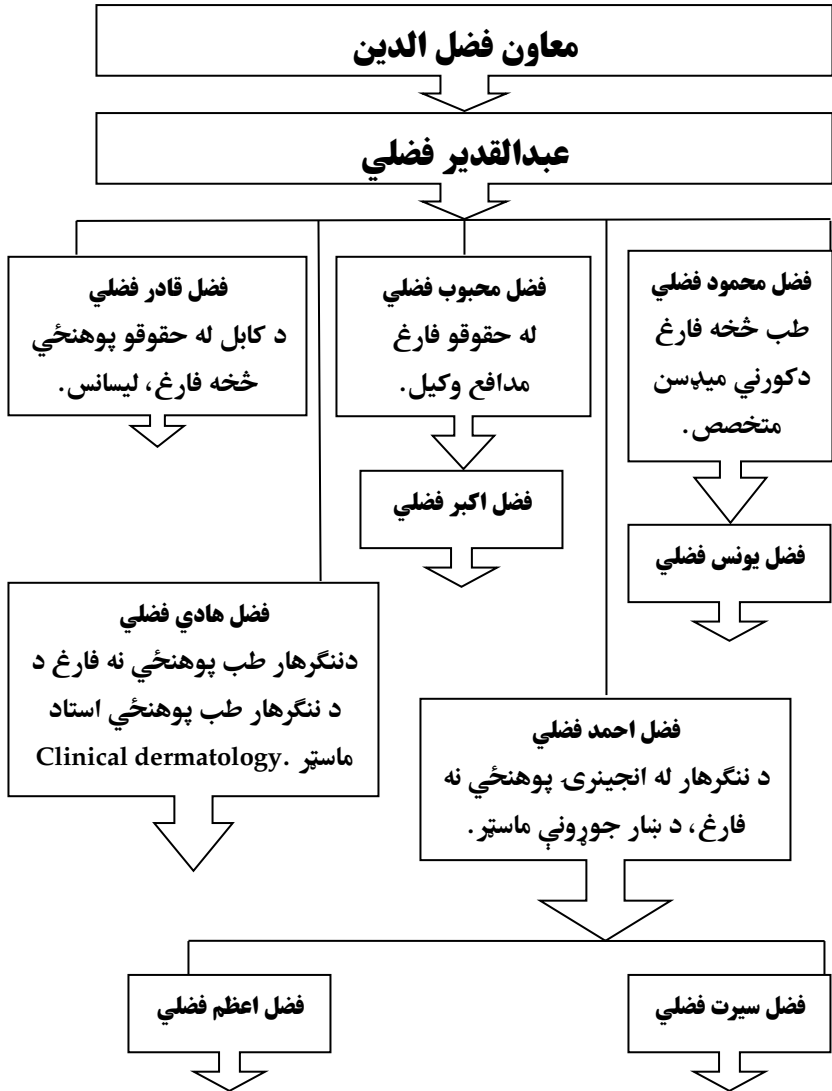 معاون فضل الدين
عبدالقدير فضلي
فضل محمود فضلي
طب څخه فارغ
دکورني ميډسن
متخصص.
فضل محبوب فضلي
له حقوقو فارغ
مدافع وکيل.
فضل قادر فضلي
د کابل له حقوقو پوهنځي
څخه فارغ، ليسانس.
فضل اکبر فضلي
فضل يونس فضلي
فضل هادي فضلي
دننگرهار طب پوهنځي نه فارغ د
د ننگرهار طب پوهنځي استاد
ماسټر .Clinical dermatology
فضل احمد فضلي
د ننگرهار له انجينرۍ پوهنځي نه
فارغ، د ښار جوړونې ماسټر.
فضل سيرت فضلي
فضل اعظم فضلي